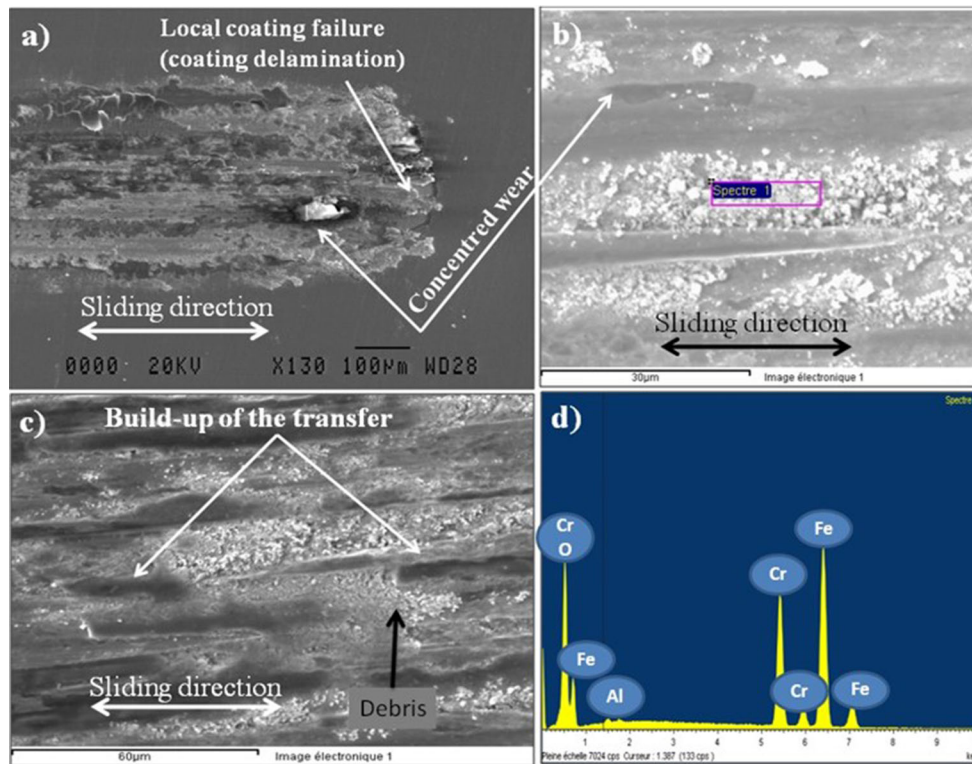 a)
Local coating failure
(coating delamination)
Concentred wear
Sliding direction
0000 20KV X130 100µm WD28
b)
Spectre 1
Sliding direction
30µm Image électronique 1
c)
Build-up of the transfer
Sliding direction
Debris
60µm Image électronique 1
d)
Spectre
Cr
O
Fe
Al
Cr
Cr
Fe
Fe
1 2 3 4 5 6 7 8 9
Pleine échelle 7024 cps Curseur : 1.387 (133 cps)